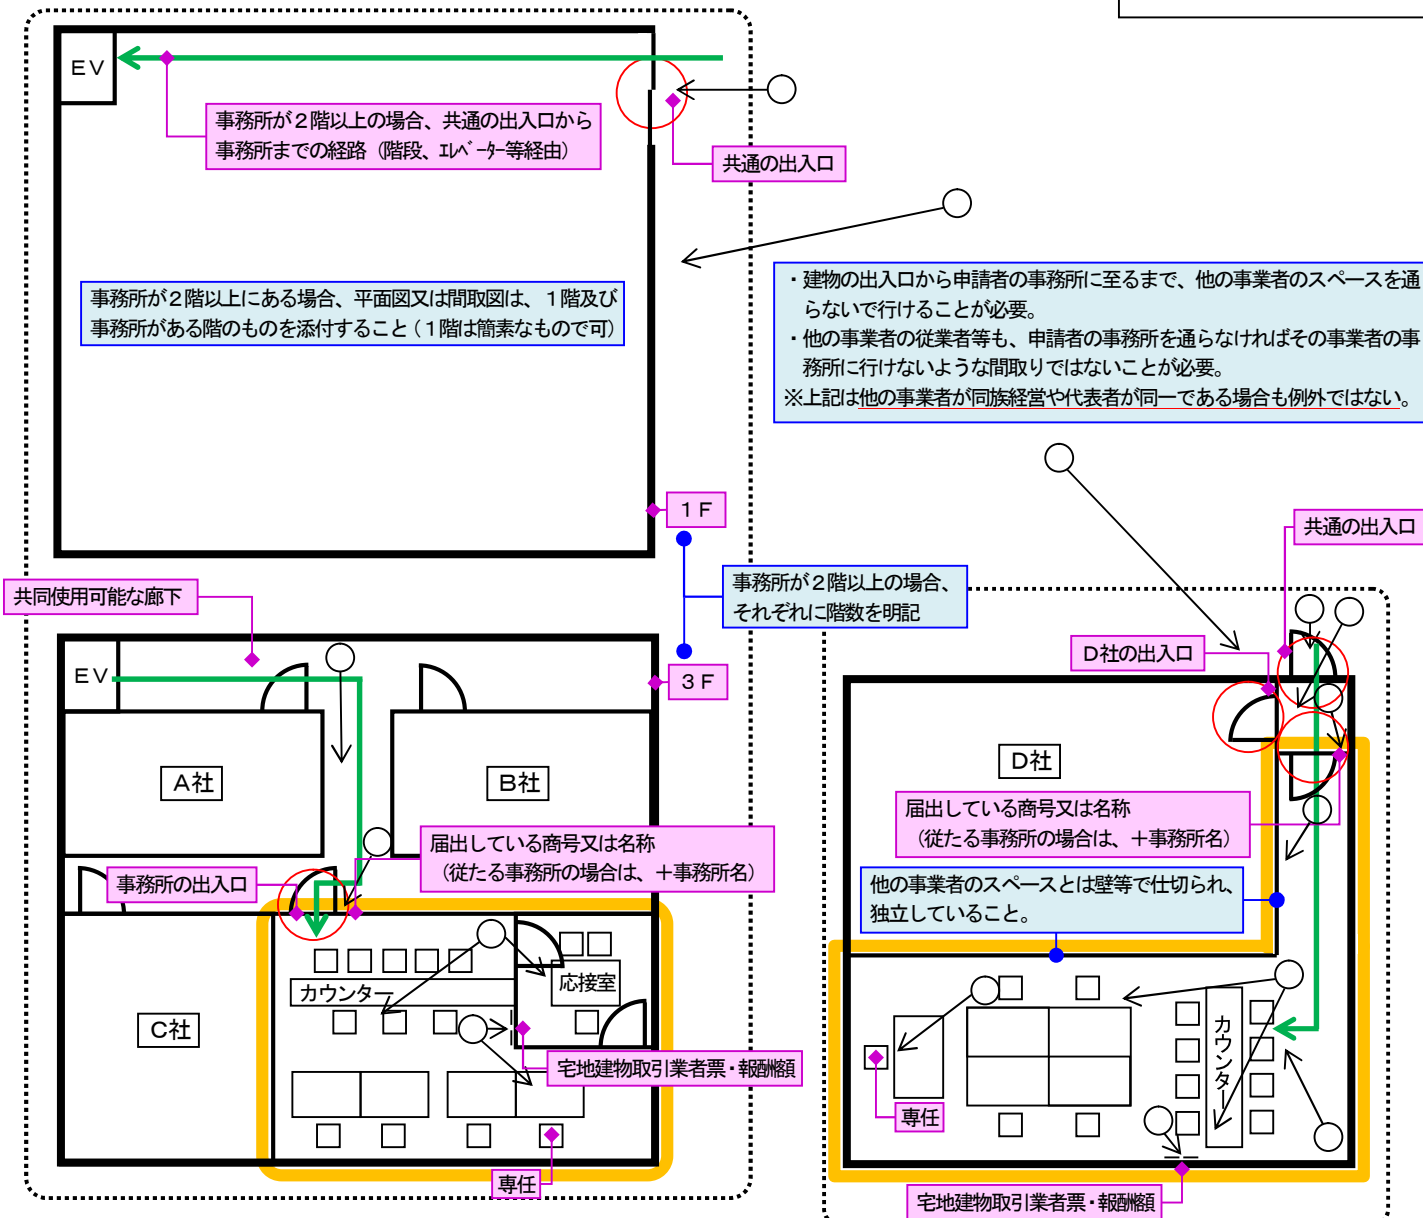 ＥＶ
事務所が２階以上の場合、共通の出入口から
事務所までの経路（階段、ｴﾚﾍﾞｰﾀｰ等経由）
共通の出入口
事務所が２階以上にある場合、平面図又は間取図は、１階及び
事務所がある階のものを添付すること（１階は簡素なもので可）
・建物の出入口から申請者の事務所に至るまで、他の事業者のスペースを通
らないで行けることが必要。
・他の事業者の従業者等も、申請者の事務所を通らなければその事業者の事
務所に行けないような間取りではないことが必要。
※上記は他の事業者が同族経営や代表者が同一である場合も例外ではない。
１Ｆ
事務所が２階以上の場合、
それぞれに階数を明記
共同使用可能な廊下
ＥＶ
３Ｆ
Ａ社
Ｂ社
届出している商号又は名称
（従たる事務所の場合は、＋事務所名）
事務所の出入口
カウンター
応接室
Ｃ社
宅地建物取引業者票・報酬額
専任
共通の出入口
Ｄ社の出入口
Ｄ社
届出している商号又は名称
（従たる事務所の場合は、＋事務所名）
他の事業者のスペースとは壁等で仕切られ、
独立していること。
カウンター
専任
宅地建物取引業者票・報酬額